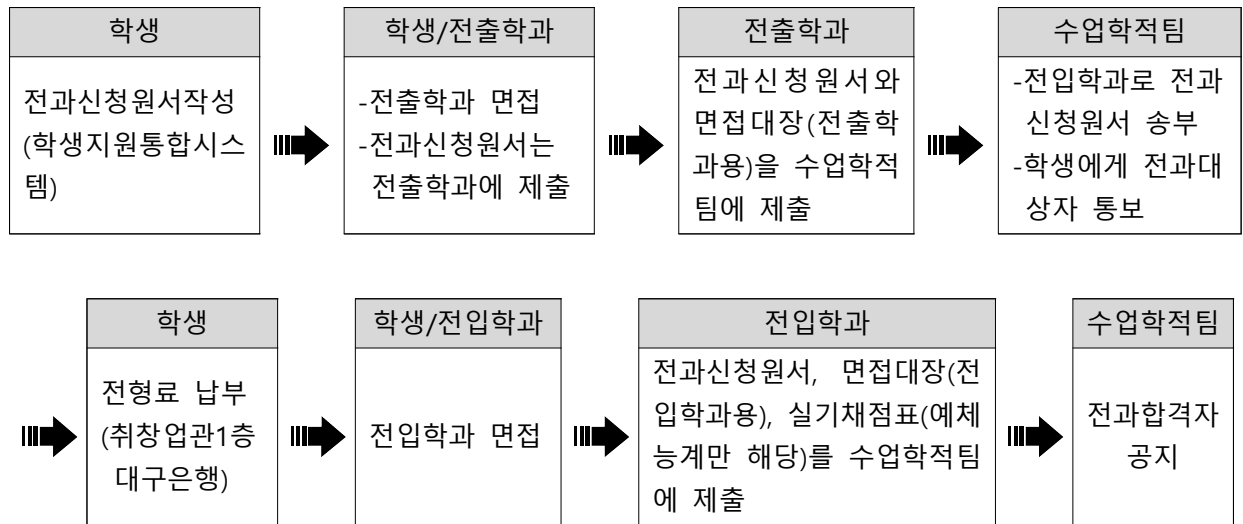 학생
전과신청원서작성
(학생지원통합시스
템)
학생/전출학과
-전출학과 면접
-전과신청원서는
전출학과에 제출
전출학과
전과신청원서와
면접대장(전출학
과용)을 수업학적
팀에 제출
수업학적팀
-전입학과로 전과
신청원서 송부
-학생에게 전과대
상자 통보
학생
전형료 납부
(취창업관1층
대구은행)
학생/전입학과
전입학과 면접
전입학과
전과신청원서, 면접대장(전
입학과용), 실기채점표(예체
능계만 해당)를 수업학적팀
에 제출
수업학적팀
전과합격자
공지